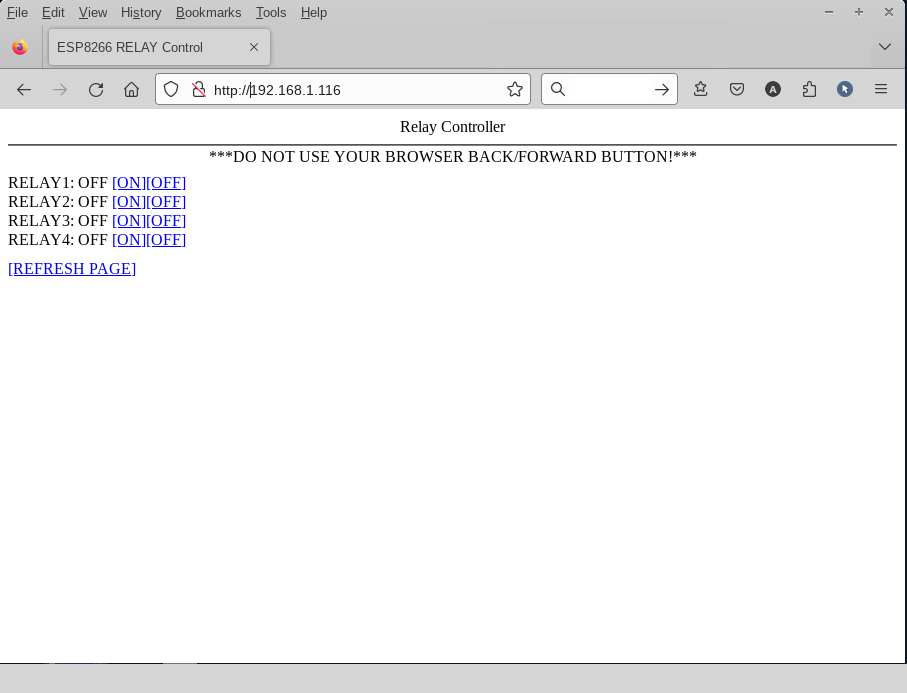 File Edit View History Bookmarks Tools Help
ESP8266 RELAY Control
http://192.168.1.116
A
Relay Controller
***DO NOT USE YOUR BROWSER BACK/FORWARD BUTTON!***
RELAY1: OFF [ON][OFF]
RELAY2: OFF [ON][OFF]
RELAY3: OFF [ON][OFF]
RELAY4: OFF [ON][OFF]
[REFRESH PAGE]